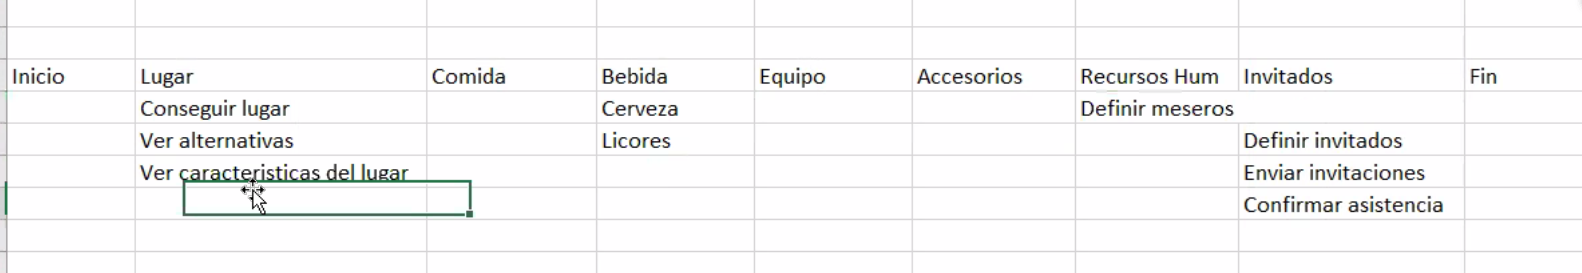 Inicio Lugar Comida Bebida Equipo Accesorios Recursos Hum Invitados Fin
Conseguir lugar Cerveza Definir meseros
Ver alternativas Licores Definir invitados
Ver caracteristicas del lugar Enviar invitaciones
Confirmar asistencia